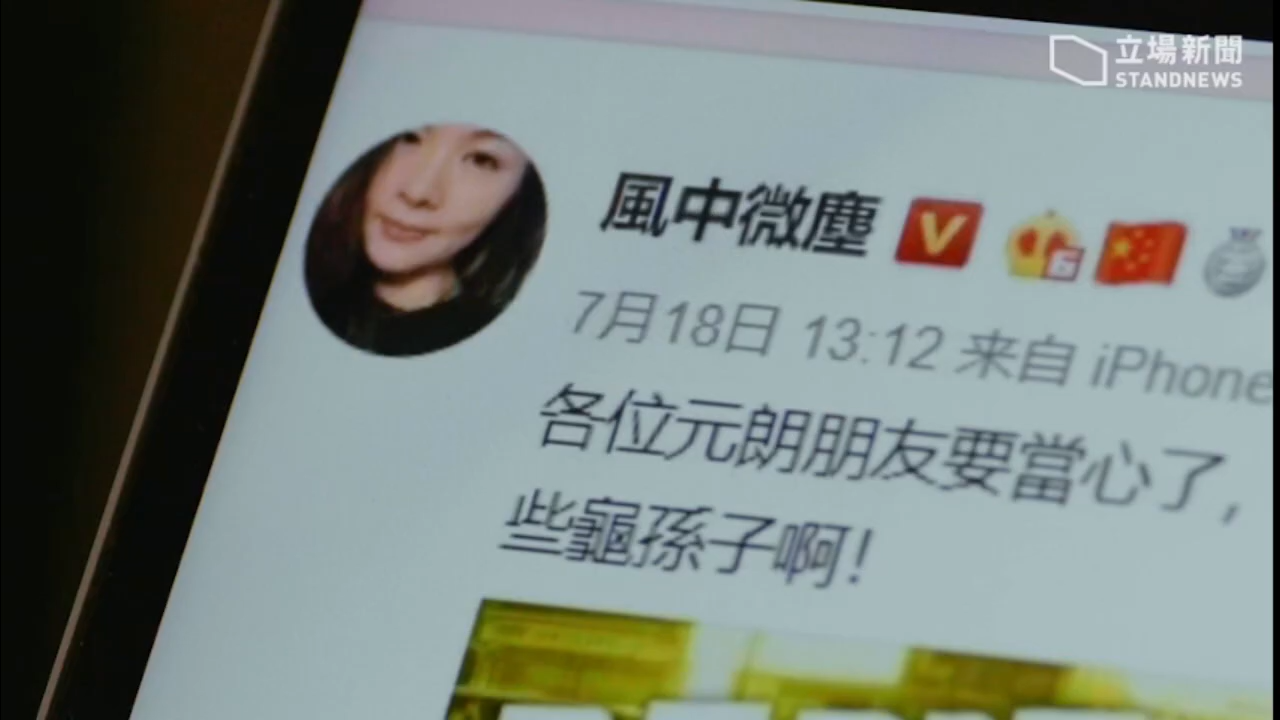 立場新聞
STANDNEWS
風中微塵
7月18日 13:12 来自 iPhone
各位元朗朋友要當心了，
些龜孫子啊！